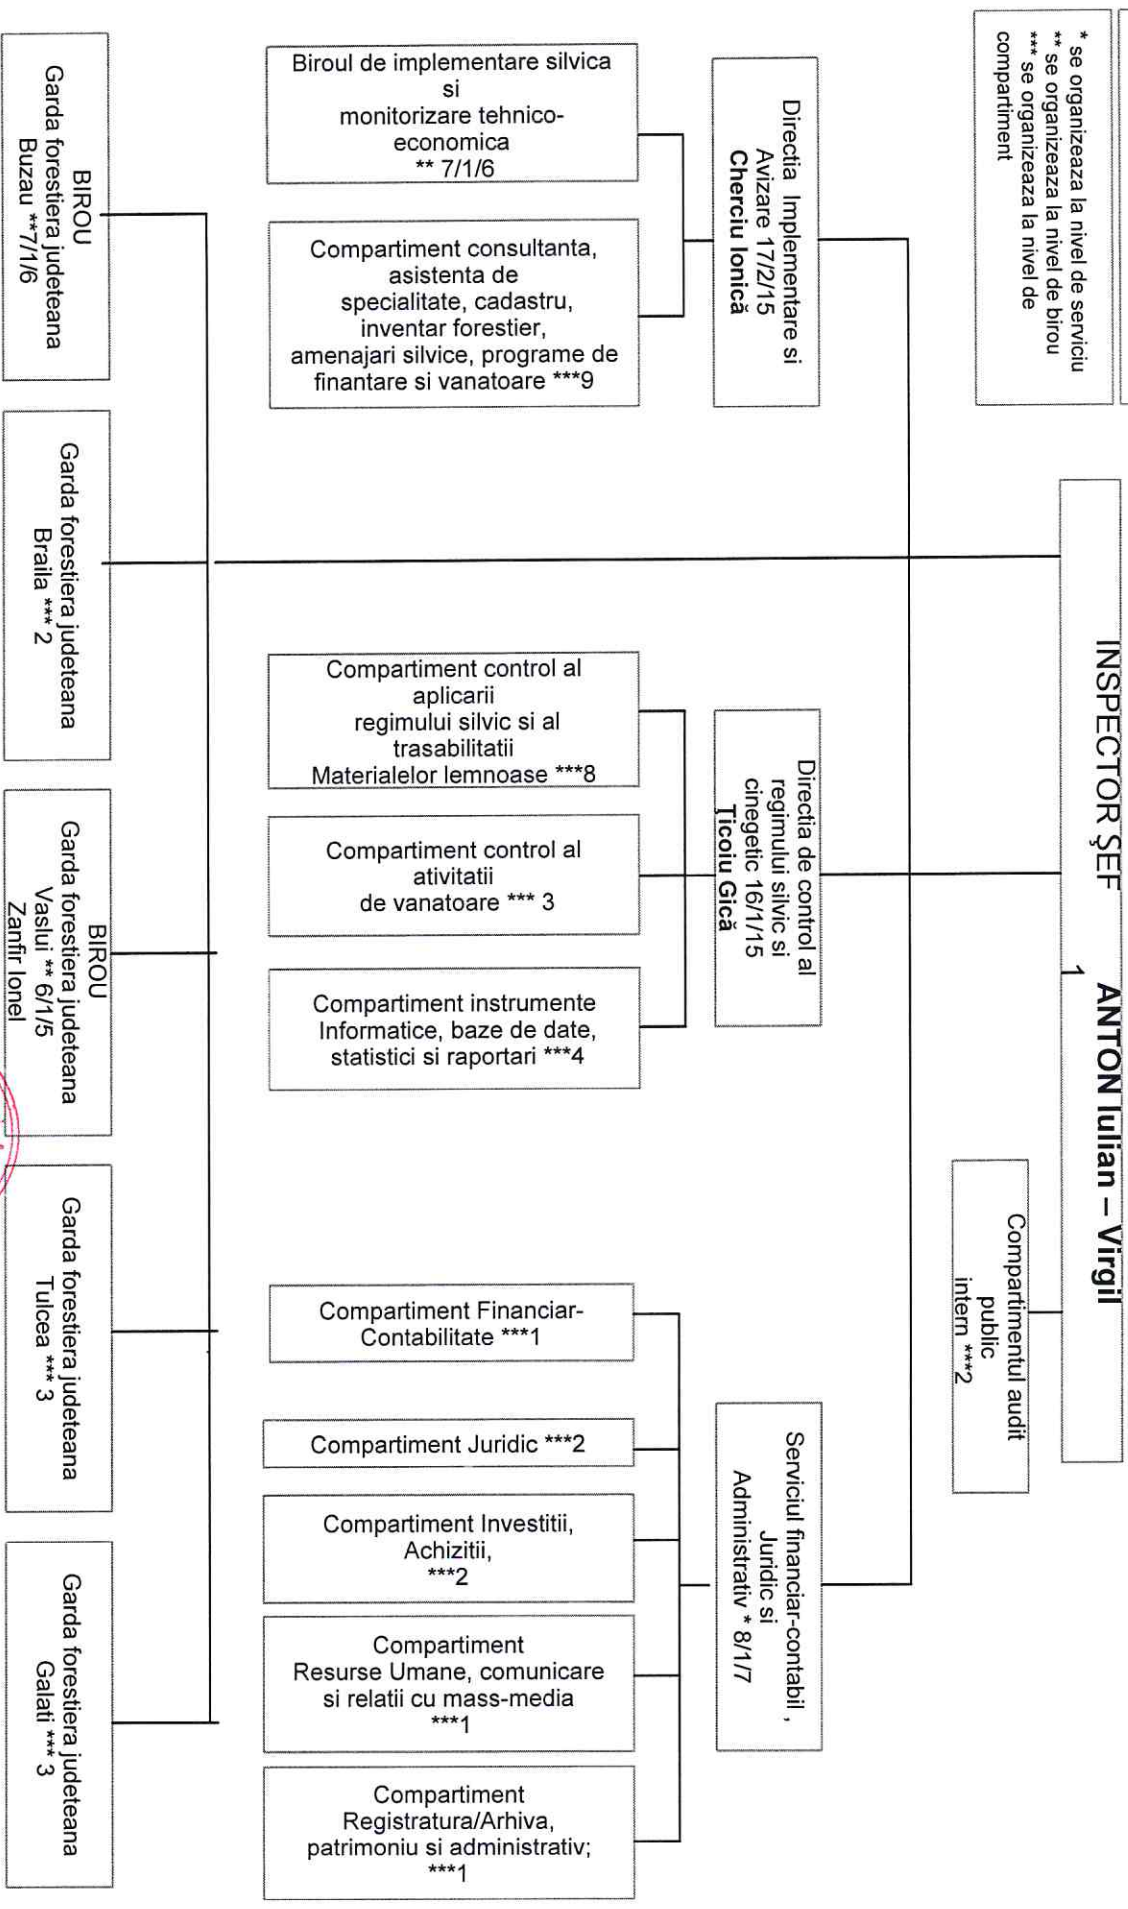 * se organizeaza la nivel de serviciu
** se organizeaza la nivel de birou
*** se organizeaza la nivel de
compartiment
INSPECTOR ŞEF ANTON Iulian – Virgil
1
Compartimentul audit
public
intern ***2
Directia Implementare si
Avizare 17/2/15
Cherciu Ionică
Directia de control al
regimului silvic si
cinegetic 16/1/15
Ţicoiu Gică
Serviciul financiar-contabil ,
Juridic si
Administrativ * 8/1/7
Biroul de implementare silvica
si
monitorizare tehnico-
economica
** 7/1/6
Compartiment consultanta,
asistenta de
specialitate, cadastru,
inventar forestier,
amenajari silvice, programe de
finantare si vanatoare ***9
Compartiment control al
aplicarii
regimului silvic si al
trasabilitatii
Materialelor lemnoase ***8
Compartiment control al
ativitatii
de vanatoare *** 3
Compartiment instrumente
Informatice, baze de date,
statistici si raportari ***4
Compartiment Financiar-
Contabilitate ***1
Compartiment Juridic ***2
Compartiment Investitii,
Achizitii,
***2
Compartiment
Resurse Umane, comunicare
si relatii cu mass-media
***1
Compartiment
Registratura/Arhiva,
patrimoniu si administrativ;
***1
BIROU
Garda forestiera judeteana
Buzau **7/1/6
Garda forestiera judeteana
Braila *** 2
BIROU
Garda forestiera judeteana
Vaslui ** 6/1/5
Zanfir Ionel
Garda forestiera judeteana
Tulcea *** 3
Garda forestiera judeteana
Galati *** 3